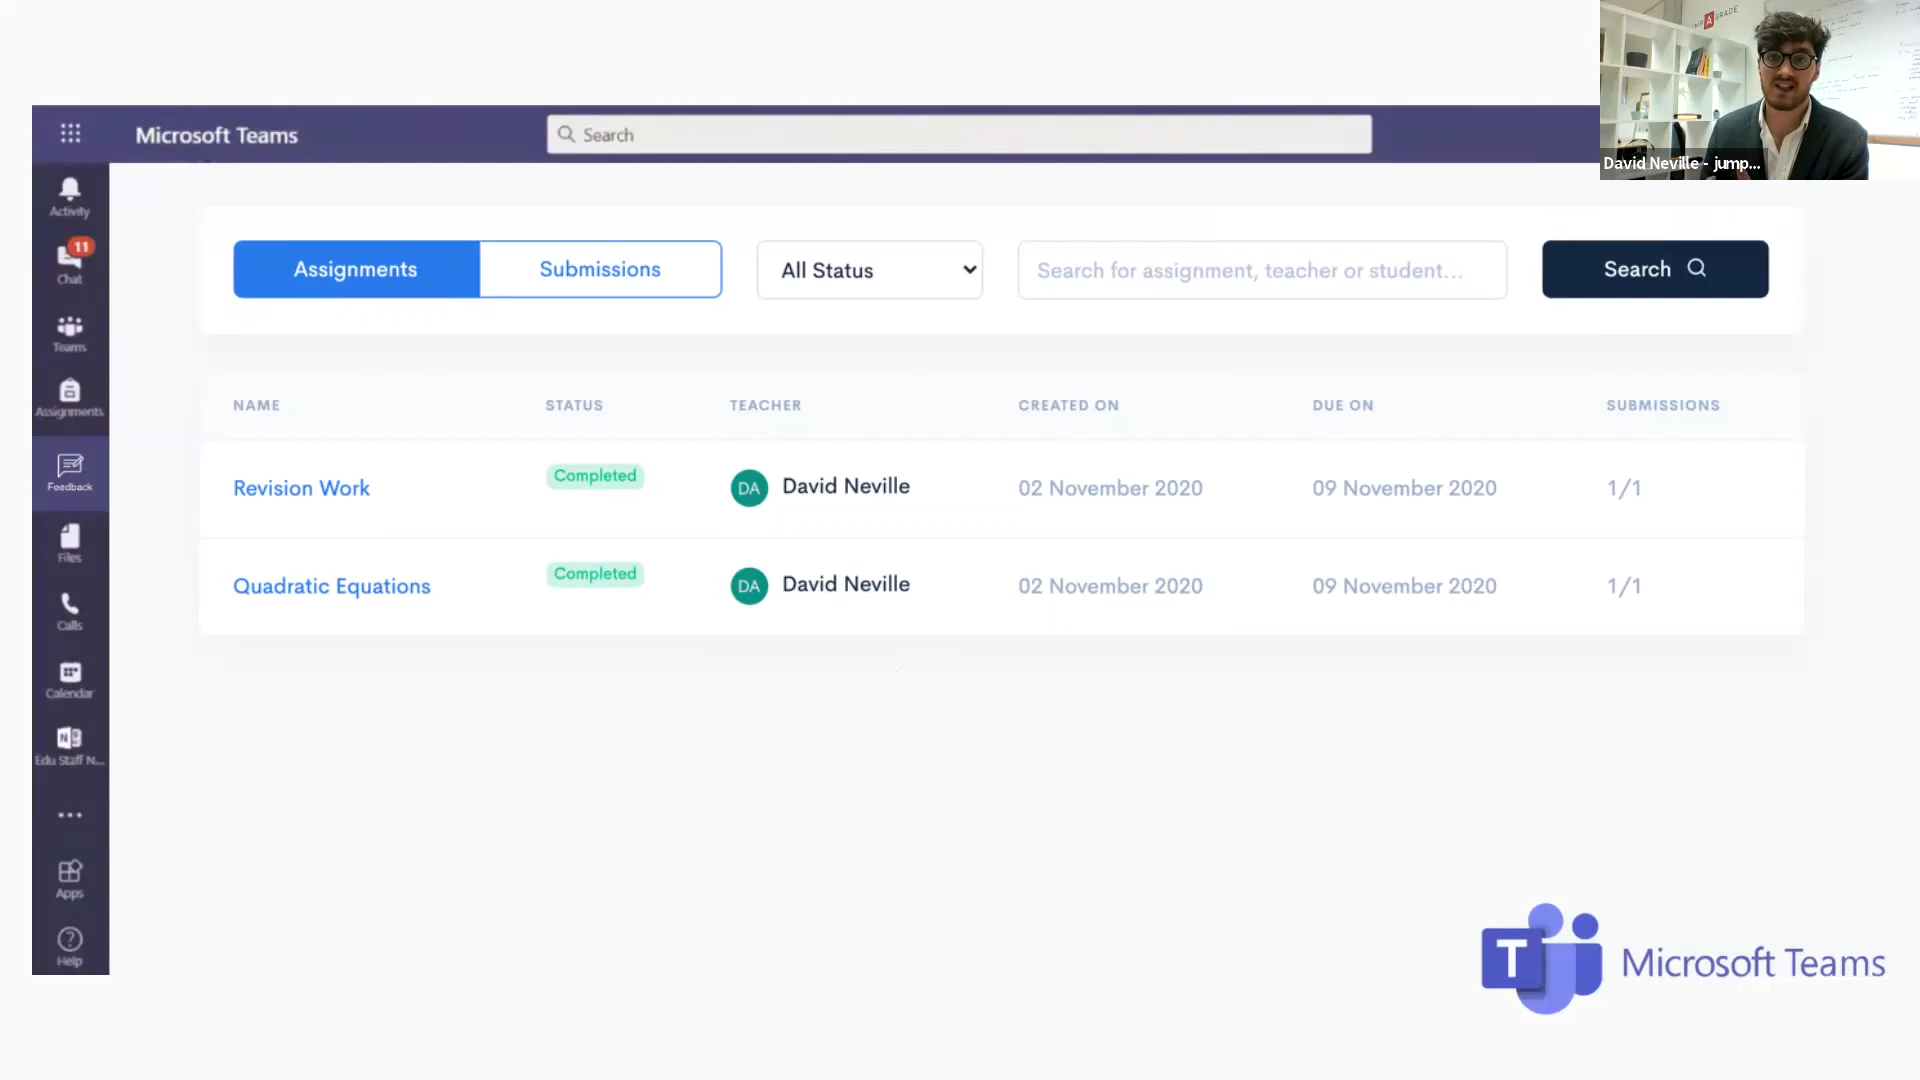 Microsoft Teams
Search
David Neville - jump...
Activity
11
Chat
Teams
Assignments
Feedback
Files
Calls
Calendar
Edu Staff N...
Apps
Help
Assignments
Submissions
All Status
Search for assignment, teacher or student...
Search
NAME STATUS TEACHER CREATED ON DUE ON SUBMISSIONS
Revision Work Completed DA David Neville 02 November 2020 09 November 2020 1/1
Quadratic Equations Completed DA David Neville 02 November 2020 09 November 2020 1/1
T Microsoft Teams